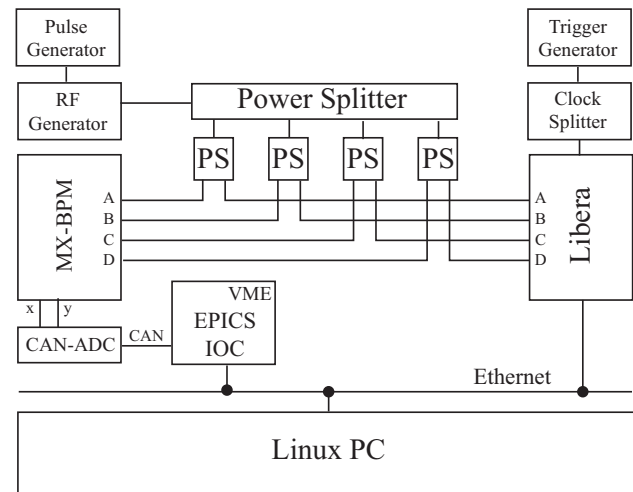 Pulse
Generator
Trigger
Generator
RF
Generator
Power Splitter
Clock
Splitter
PS
PS
PS
PS
MX-BPM
A
B
C
D
A
B
C
D
Libera
x
y
CAN-ADC
CAN
VME
EPICS
IOC
Ethernet
Linux PC